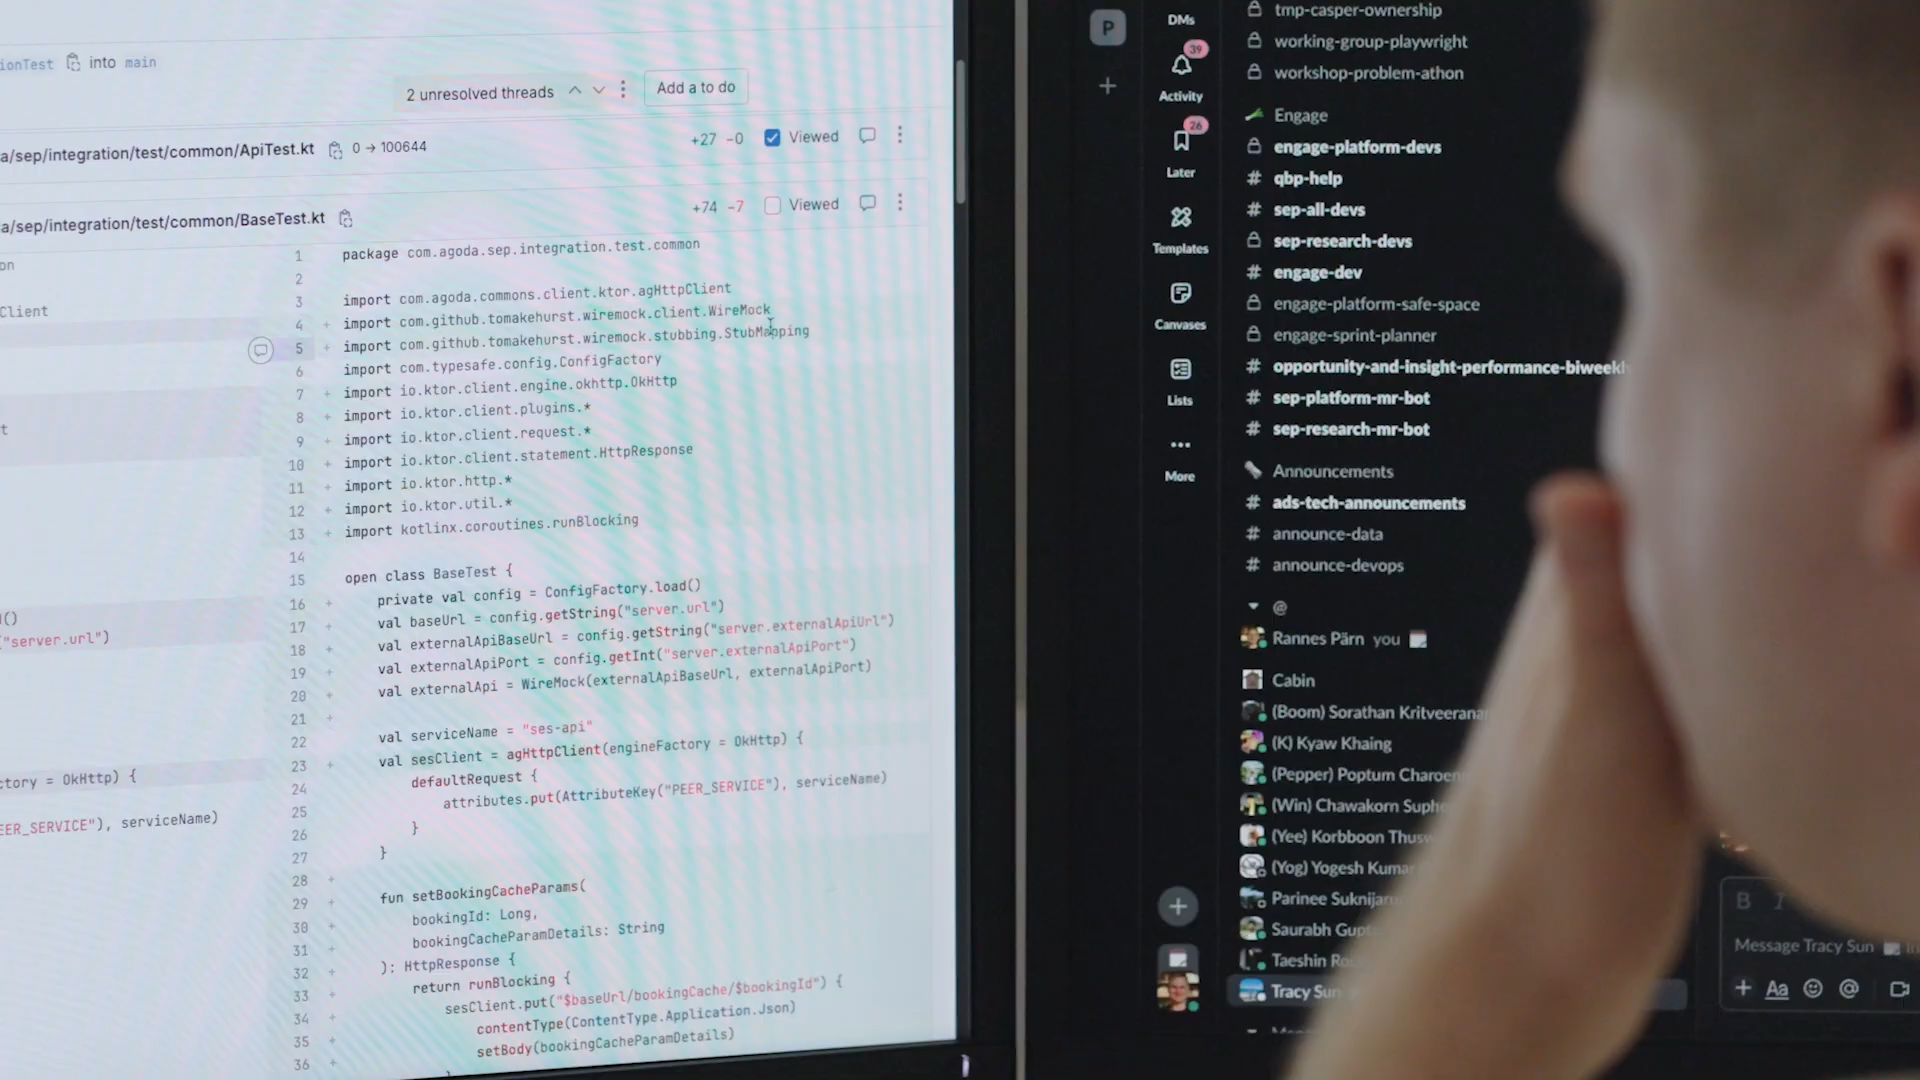 ionTest into main
2 unresolved threads
Add a to do
a/sep/integration/test/common/ApiTest.kt 0 → 100644
+27 -0 Viewed
a/sep/integration/test/common/BaseTest.kt
+74 -7 Viewed
on
Client
t
()
("server.url")
ctory = OkHttp) {
EER_SERVICE"), serviceName)
1 package com.agoda.sep.integration.test.common
2
3 import com.agoda.commons.client.ktor.agHttpClient
4 + import com.github.tomakehurst.wiremock.client.WireMock
5 + import com.github.tomakehurst.wiremock.stubbing.StubMapping
6 import com.typesafe.config.ConfigFactory
7 + import io.ktor.client.engine.okhttp.OkHttp
8 + import io.ktor.client.plugins.*
9 + import io.ktor.client.request.*
10 + import io.ktor.client.statement.HttpResponse
11 + import io.ktor.http.*
12 + import io.ktor.util.*
13 + import kotlinx.coroutines.runBlocking
14
15 open class BaseTest {
16 + private val config = ConfigFactory.load()
17 + val baseUrl = config.getString("server.url")
18 + val externalApiBaseUrl = config.getString("server.externalApiUrl")
19 + val externalApiPort = config.getInt("server.externalApiPort")
20 + val externalApi = WireMock(externalApiBaseUrl, externalApiPort)
21 +
22 val serviceName = "ses-api"
23 + val sesClient = agHttpClient(engineFactory = OkHttp) {
24 defaultRequest {
25 attributes.put(AttributeKey("PEER_SERVICE"), serviceName)
26 }
27 }
28 +
29 + fun setBookingCacheParams(
30 + bookingId: Long,
31 + bookingCacheParamDetails: String
32 + ): HttpResponse {
33 + return runBlocking {
34 + sesClient.put("$baseUrl/bookingCache/$bookingId") {
35 + contentType(ContentType.Application.Json)
36 + setBody(bookingCacheParamDetails)
P
DMs
39
Activity
26
Later
Templates
Canvases
Lists
More
tmp-casper-ownership
working-group-playwright
workshop-problem-athon
Engage
engage-platform-devs
# qbp-help
# sep-all-devs
sep-research-devs
# engage-dev
engage-platform-safe-space
engage-sprint-planner
# opportunity-and-insight-performance-biweekl
# sep-platform-mr-bot
# sep-research-mr-bot
Announcements
# ads-tech-announcements
# announce-data
# announce-devops
@
Rannes Pärn you
Cabin
(Boom) Sorathan Kritveerana
(K) Kyaw Khaing
(Pepper) Poptum Charoen
(Win) Chawakorn Suph
(Yee) Korbboon Thus
(Yog) Yogesh Kumar
Parinee Suknija
Saurabh Gup
Taeshin Ro
Tracy Sun
B I
Message Tracy Sun
+ Aa @